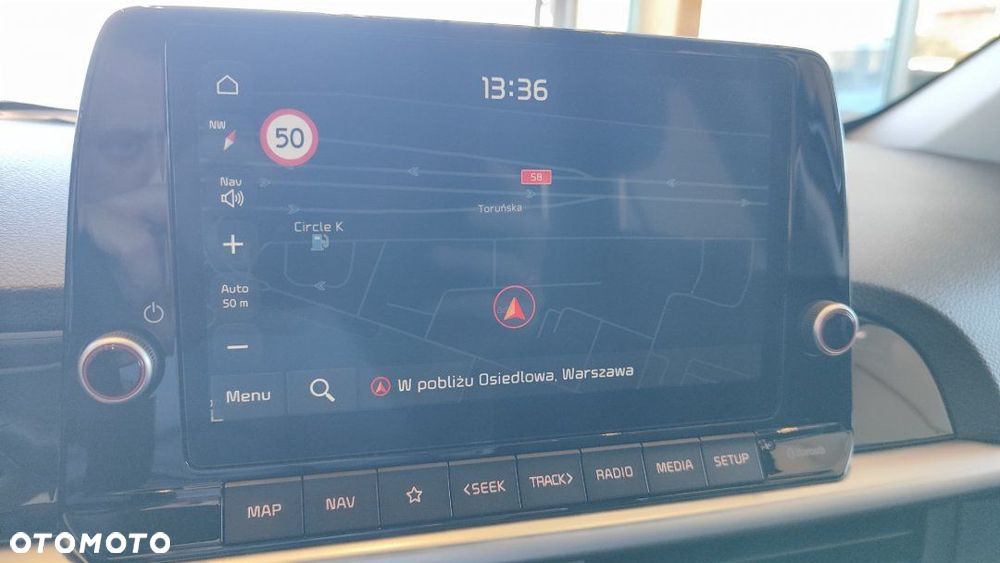 13:36
NW
50
Nav
58
Toruńska
Circle K
Auto
50 m
Menu
W pobliżu Osiedlowa, Warszawa
MAP
NAV
<SEEK
TRACK>
RADIO
MEDIA
SETUP
OTOMOTO